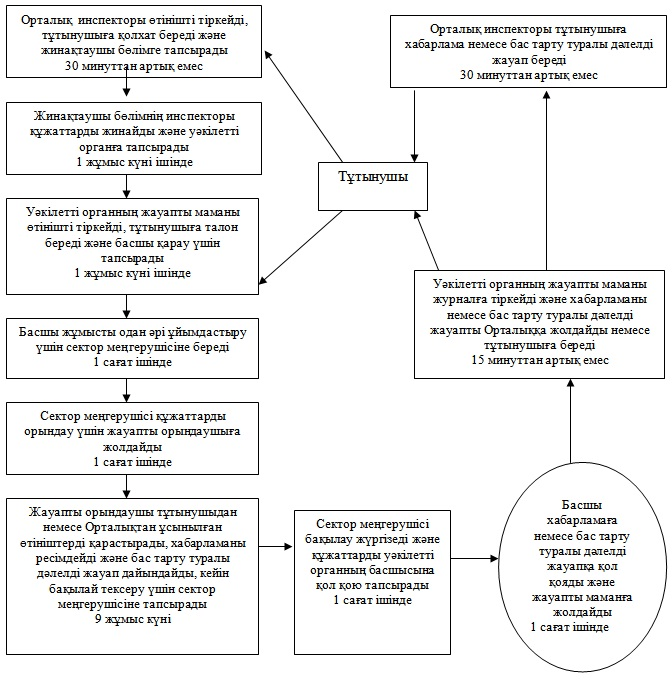 Орталық инспекторы өтінішті тіркейді,
тұтынушыға қолхат береді және
жинақтаушы бөлімге тапсырады
30 минуттан артық емес
Жинақтаушы бөлімнің инспекторы
құжаттарды жинайды және уәкілетті
органға тапсырады
1 жұмыс күні ішінде
Уәкілетті органның жауапты маманы
өтінішті тіркейді, тұтынушыға талон
береді және басшы қарау үшін
тапсырады
1 жұмыс күні ішінде
Басшы жұмысты одан әрі ұйымдастыру
үшін сектор меңгерушісіне береді
1 сағат ішінде
Сектор меңгерушісі құжаттарды
орындау үшін жауапты орындаушыға
жолдайды
1 сағат ішінде
Жауапты орындаушы тұтынушыдан
немесе Орталықтан ұсынылған
өтініштерді қарастырады, хабарламаны
ресімдейді және бас тарту туралы
дәлелді жауап дайындайды, кейін
бақылай тексеру үшін сектор
меңгерушісіне тапсырады
9 жұмыс күні
Сектор меңгерушісі
бақылау жүргізеді және
құжаттарды уәкілетті
органның басшысына
қол қою тапсырады
1 сағат ішінде
Басшы
хабарламаға
немесе бас тарту
туралы дәлелді
жауапқа қол
қояды және
жауапты маманға
жолдайды
1 сағат ішінде
Уәкілетті органның жауапты маманы
журналға тіркейді және хабарламаны
немесе бас тарту туралы дәлелді
жауапты Орталыққа жолдайды немесе
тұтынушыға береді
15 минуттан артық емес
Тұтынушы
Орталық инспекторы тұтынушыға
хабарлама немесе бас тарту туралы дәлелді
жауап береді
30 минуттан артық емес